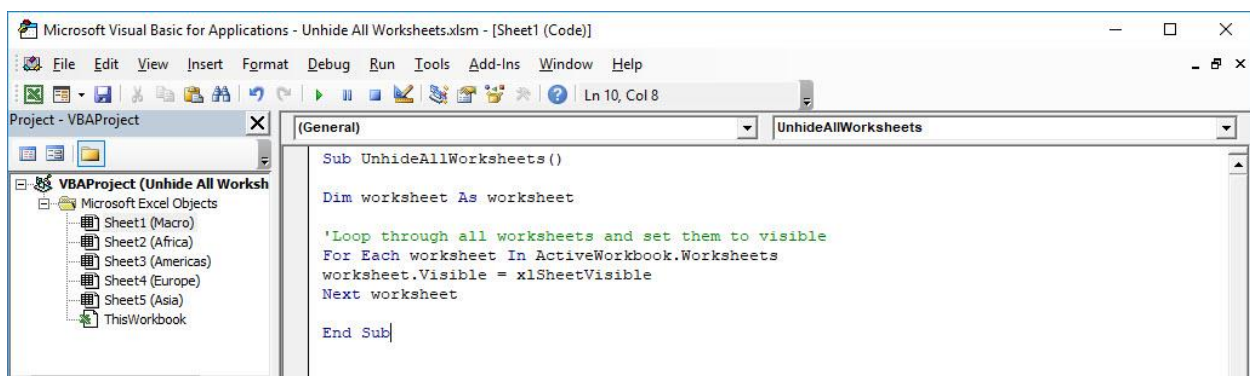 Microsoft Visual Basic for Applications - Unhide All Worksheets.xlsm - [Sheet1 (Code)]
File Edit View Insert Format Debug Run Tools Add-Ins Window Help
Ln 10, Col 8
Project - VBAProject
(General) UnhideAllWorksheets
VBAProject (Unhide All Worksh
Microsoft Excel Objects
Sheet1 (Macro)
Sheet2 (Africa)
Sheet3 (Americas)
Sheet4 (Europe)
Sheet5 (Asia)
ThisWorkbook
Sub UnhideAllWorksheets()
Dim worksheet As worksheet
'Loop through all worksheets and set them to visible
For Each worksheet In ActiveWorkbook.Worksheets
worksheet.Visible = xlSheetVisible
Next worksheet
End Sub